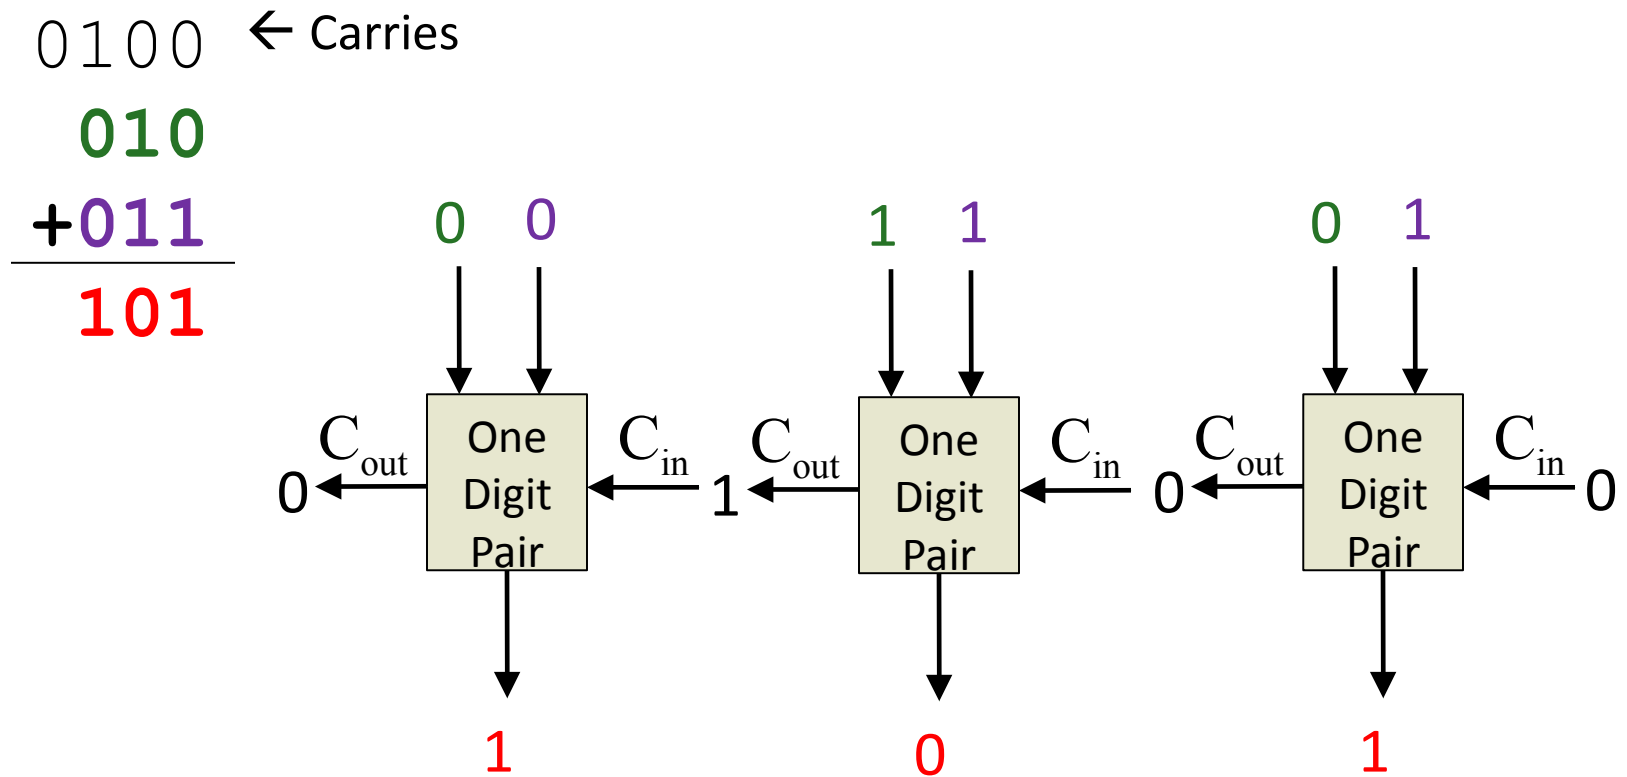 0100 ← Carries
010
+011
101
0 0 1 1 0 1
One Digit Pair
One Digit Pair
One Digit Pair
0 Cout Cin 1 Cout Cin 0 Cout Cin 0
1 0 1